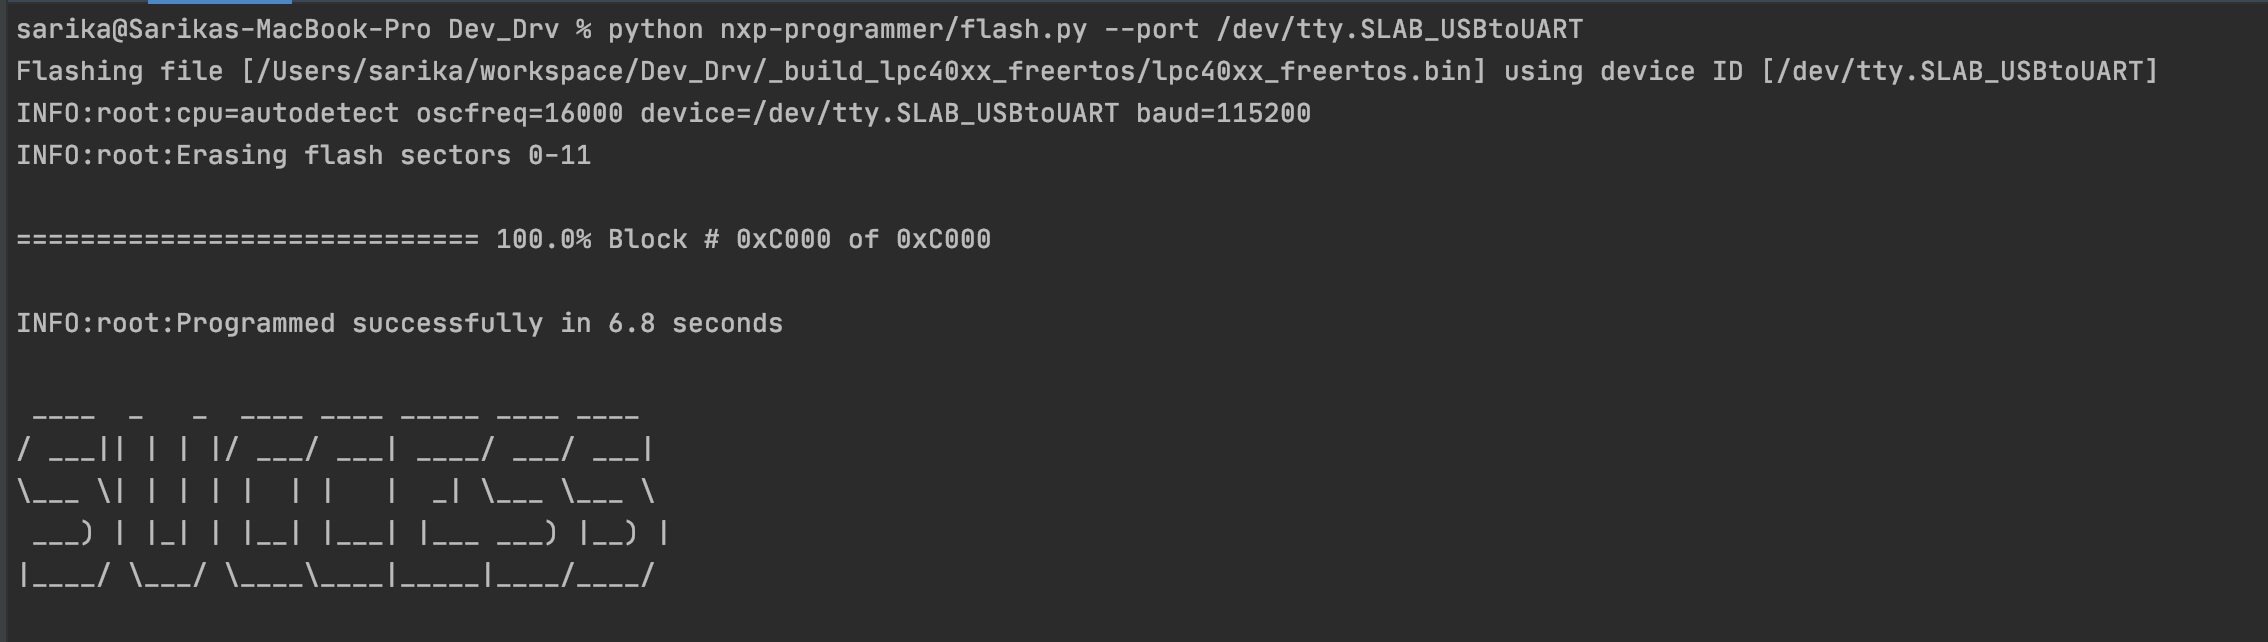 sarika@Sarikas-MacBook-Pro Dev_Drv % python nxp-programmer/flash.py --port /dev/tty.SLAB_USBtoUART
Flashing file [/Users/sarika/workspace/Dev_Drv/_build_lpc40xx_freertos/lpc40xx_freertos.bin] using device ID [/dev/tty.SLAB_USBtoUART]
INFO:root:cpu=autodetect oscfreq=16000 device=/dev/tty.SLAB_USBtoUART baud=115200
INFO:root:Erasing flash sectors 0-11
============================= 100.0% Block # 0xC000 of 0xC000
INFO:root:Programmed successfully in 6.8 seconds
 ____  _   _  ____ ____ _____ ____ ____
/ ___|| | | |/ ___/ ___| ____/ ___/ ___|
\___ \| | | | |  | |   |  _| \___ \___ \
 ___) | |_| | |__| |___| |___ ___) |__) |
|____/ \___/ \____\____|_____|____/____/